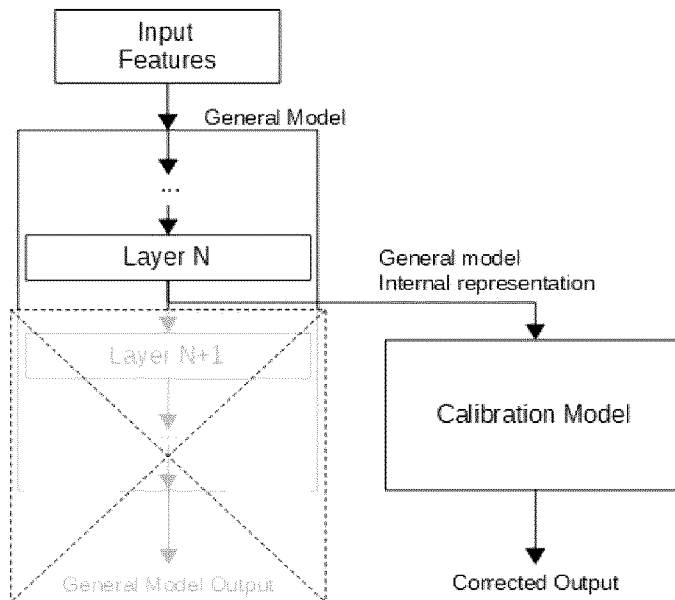 Input
Features
General Model
...
Layer N
General model
Internal representation
Layer N+1
Calibration Model
General Model Output
Corrected Output